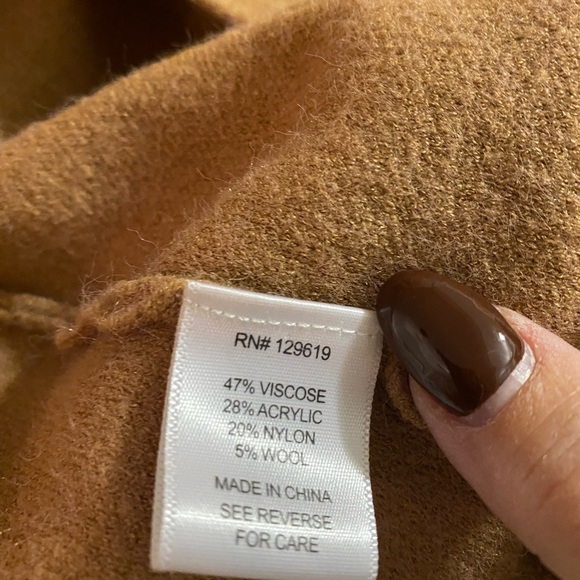 RN# 129619
47% VISCOSE
28% ACRYLIC
20% NYLON
5% WOOL
MADE IN CHINA
SEE REVERSE
FOR CARE